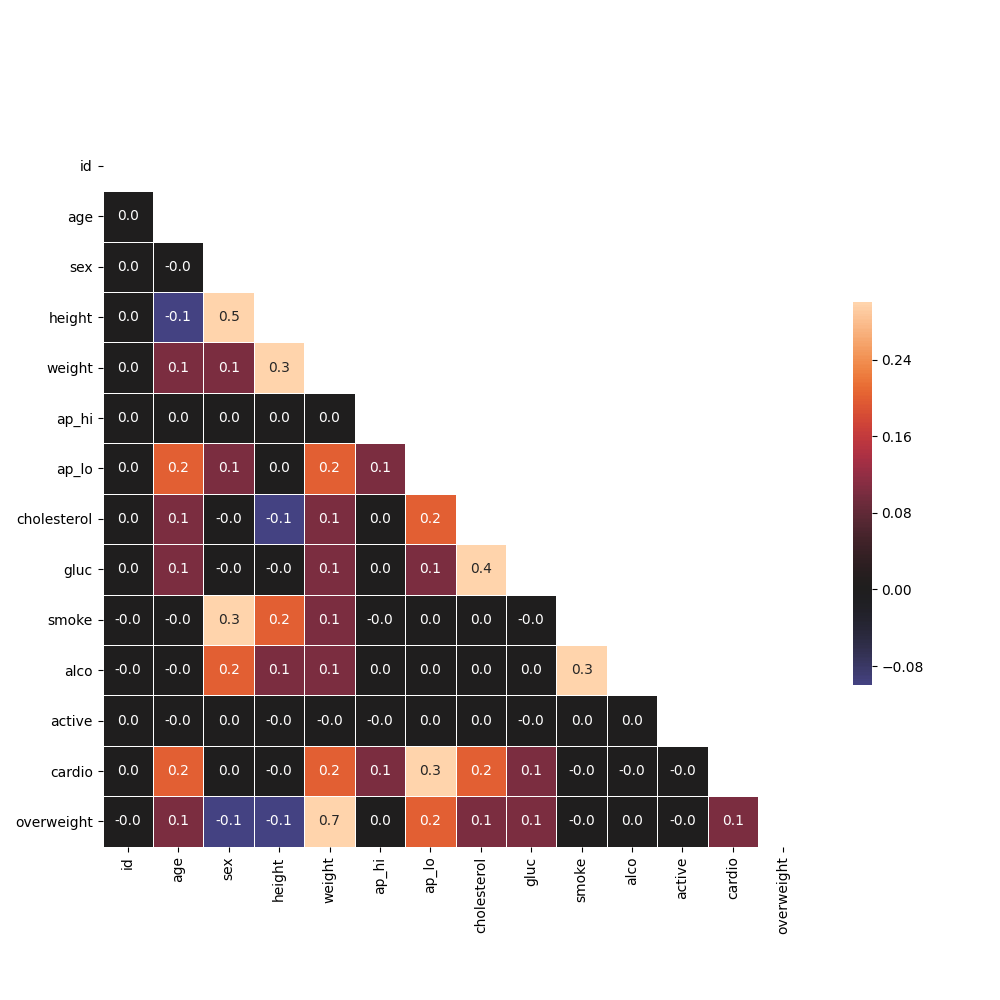 id
age 0.0
sex 0.0 -0.0
height 0.0 -0.1 0.5
weight 0.0 0.1 0.1 0.3
ap_hi 0.0 0.0 0.0 0.0 0.0
ap_lo 0.0 0.2 0.1 0.0 0.2 0.1
cholesterol 0.0 0.1 -0.0 -0.1 0.1 0.0 0.2
gluc 0.0 0.1 -0.0 -0.0 0.1 0.0 0.1 0.4
smoke -0.0 -0.0 0.3 0.2 0.1 -0.0 0.0 0.0 -0.0
alco -0.0 -0.0 0.2 0.1 0.1 0.0 0.0 0.0 0.0 0.3
active 0.0 -0.0 0.0 -0.0 -0.0 -0.0 0.0 0.0 -0.0 0.0 0.0
cardio 0.0 0.2 0.0 -0.0 0.2 0.1 0.3 0.2 0.1 -0.0 -0.0 -0.0
overweight -0.0 0.1 -0.1 -0.1 0.7 0.0 0.2 0.1 0.1 -0.0 0.0 -0.0 0.1
id age sex height weight ap_hi ap_lo cholesterol gluc smoke alco active cardio overweight
0.24
0.16
0.08
0.00
−0.08